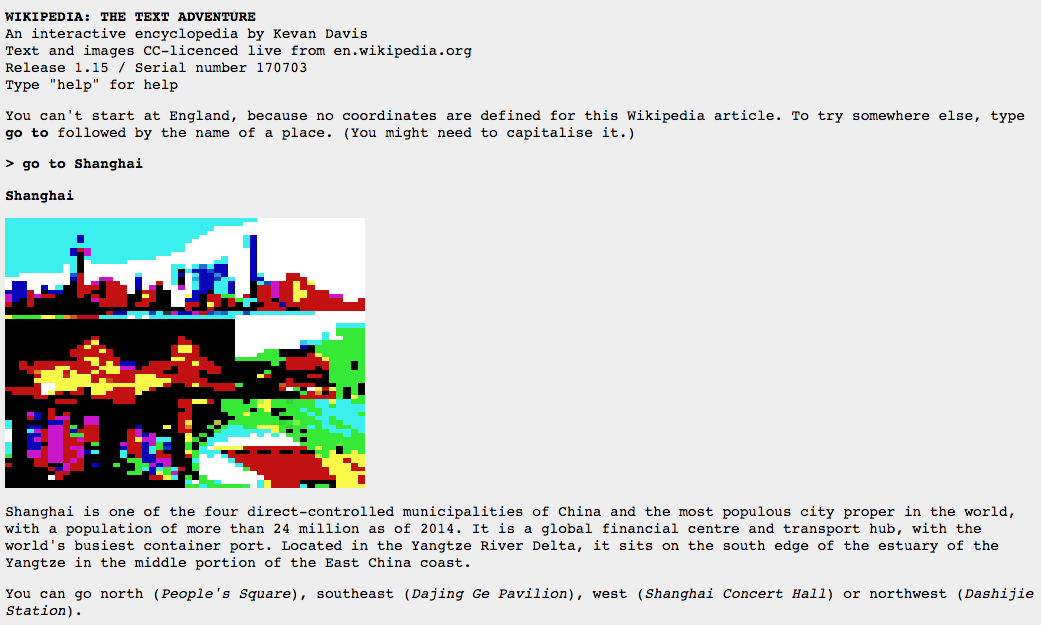 WIKIPEDIA: THE TEXT ADVENTURE
An interactive encyclopedia by Kevan Davis
Text and images CC-licenced live from en.wikipedia.org
Release 1.15 / Serial number 170703
Type "help" for help
You can't start at England, because no coordinates are defined for this Wikipedia article. To try somewhere else, type
go to followed by the name of a place. (You might need to capitalise it.)
> go to Shanghai
Shanghai
Shanghai is one of the four direct-controlled municipalities of China and the most populous city proper in the world,
with a population of more than 24 million as of 2014. It is a global financial centre and transport hub, with the
world's busiest container port. Located in the Yangtze River Delta, it sits on the south edge of the estuary of the
Yangtze in the middle portion of the East China coast.
You can go north (People's Square), southeast (Dajing Ge Pavilion), west (Shanghai Concert Hall) or northwest (Dashijie
Station).